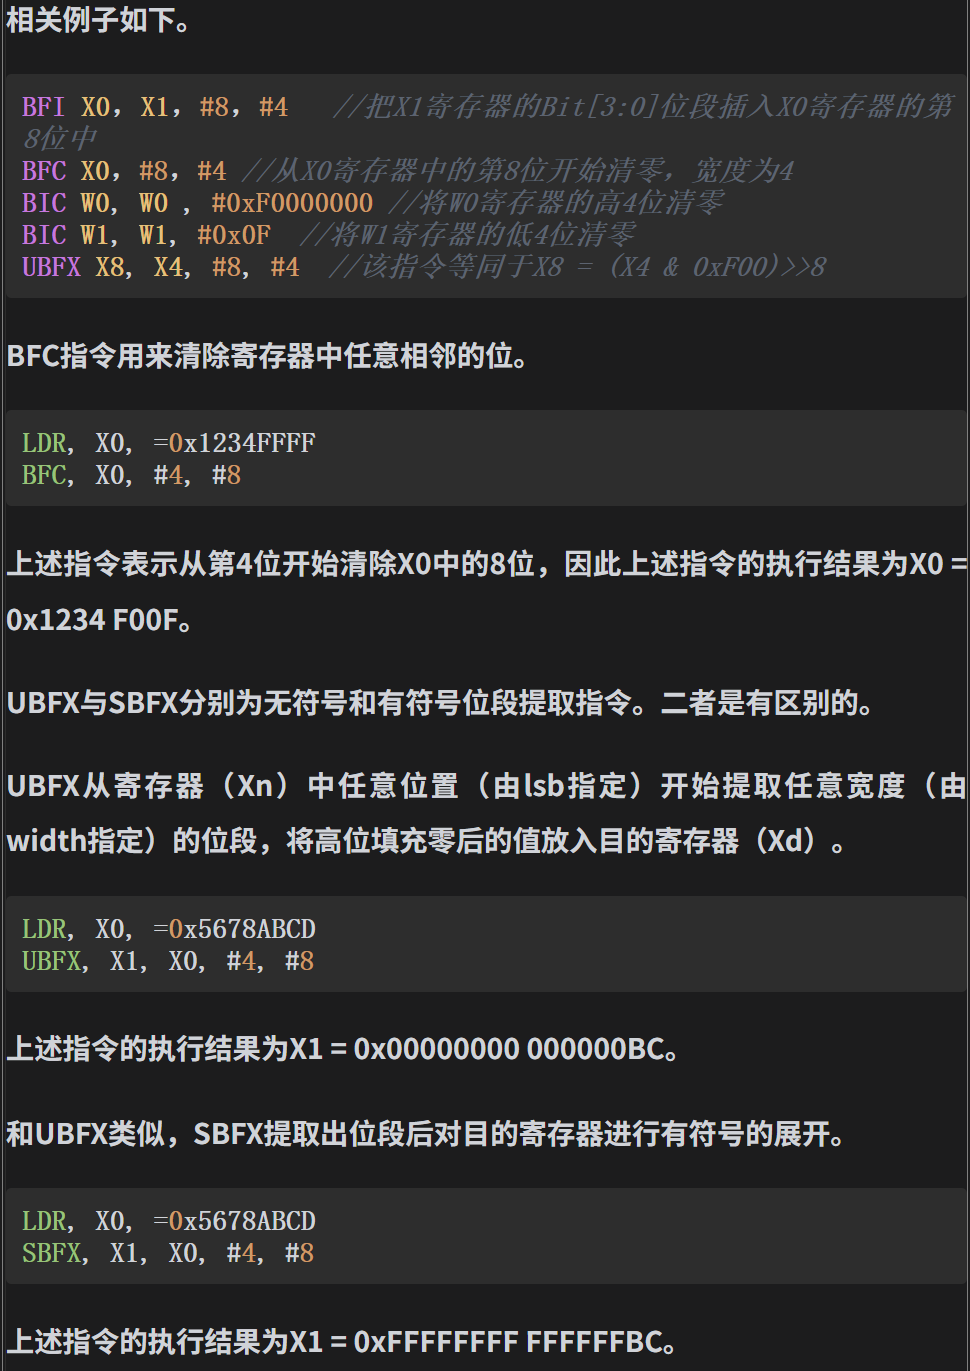 相关例子如下。
BFI X0, X1, #8, #4 //把X1寄存器的Bit[3:0]位段插入X0寄存器的第
8位中
BFC X0, #8, #4 //从X0寄存器中的第8位开始清零，宽度为4
BIC W0, W0 , #0xF0000000 //将W0寄存器的高4位清零
BIC W1, W1, #0x0F //将W1寄存器的低4位清零
UBFX X8, X4, #8, #4 //该指令等同于X8 = (X4 & 0xF00)>>8
BFC指令用来清除寄存器中任意相邻的位。
LDR, X0, =0x1234FFFF
BFC, X0, #4, #8
上述指令表示从第4位开始清除X0中的8位，因此上述指令的执行结果为X0 =
0x1234 F00F。
UBFX与SBFX分别为无符号和有符号位段提取指令。二者是有区别的。
UBFX从寄存器（Xn）中任意位置（由lsb指定）开始提取任意宽度（由
width指定）的位段，将高位填充零后的值放入目的寄存器（Xd）。
LDR, X0, =0x5678ABCD
UBFX, X1, X0, #4, #8
上述指令的执行结果为X1 = 0x00000000 000000BC。
和UBFX类似，SBFX提取出位段后对目的寄存器进行有符号的展开。
LDR, X0, =0x5678ABCD
SBFX, X1, X0, #4, #8
上述指令的执行结果为X1 = 0xFFFFFFFF FFFFFFBC。